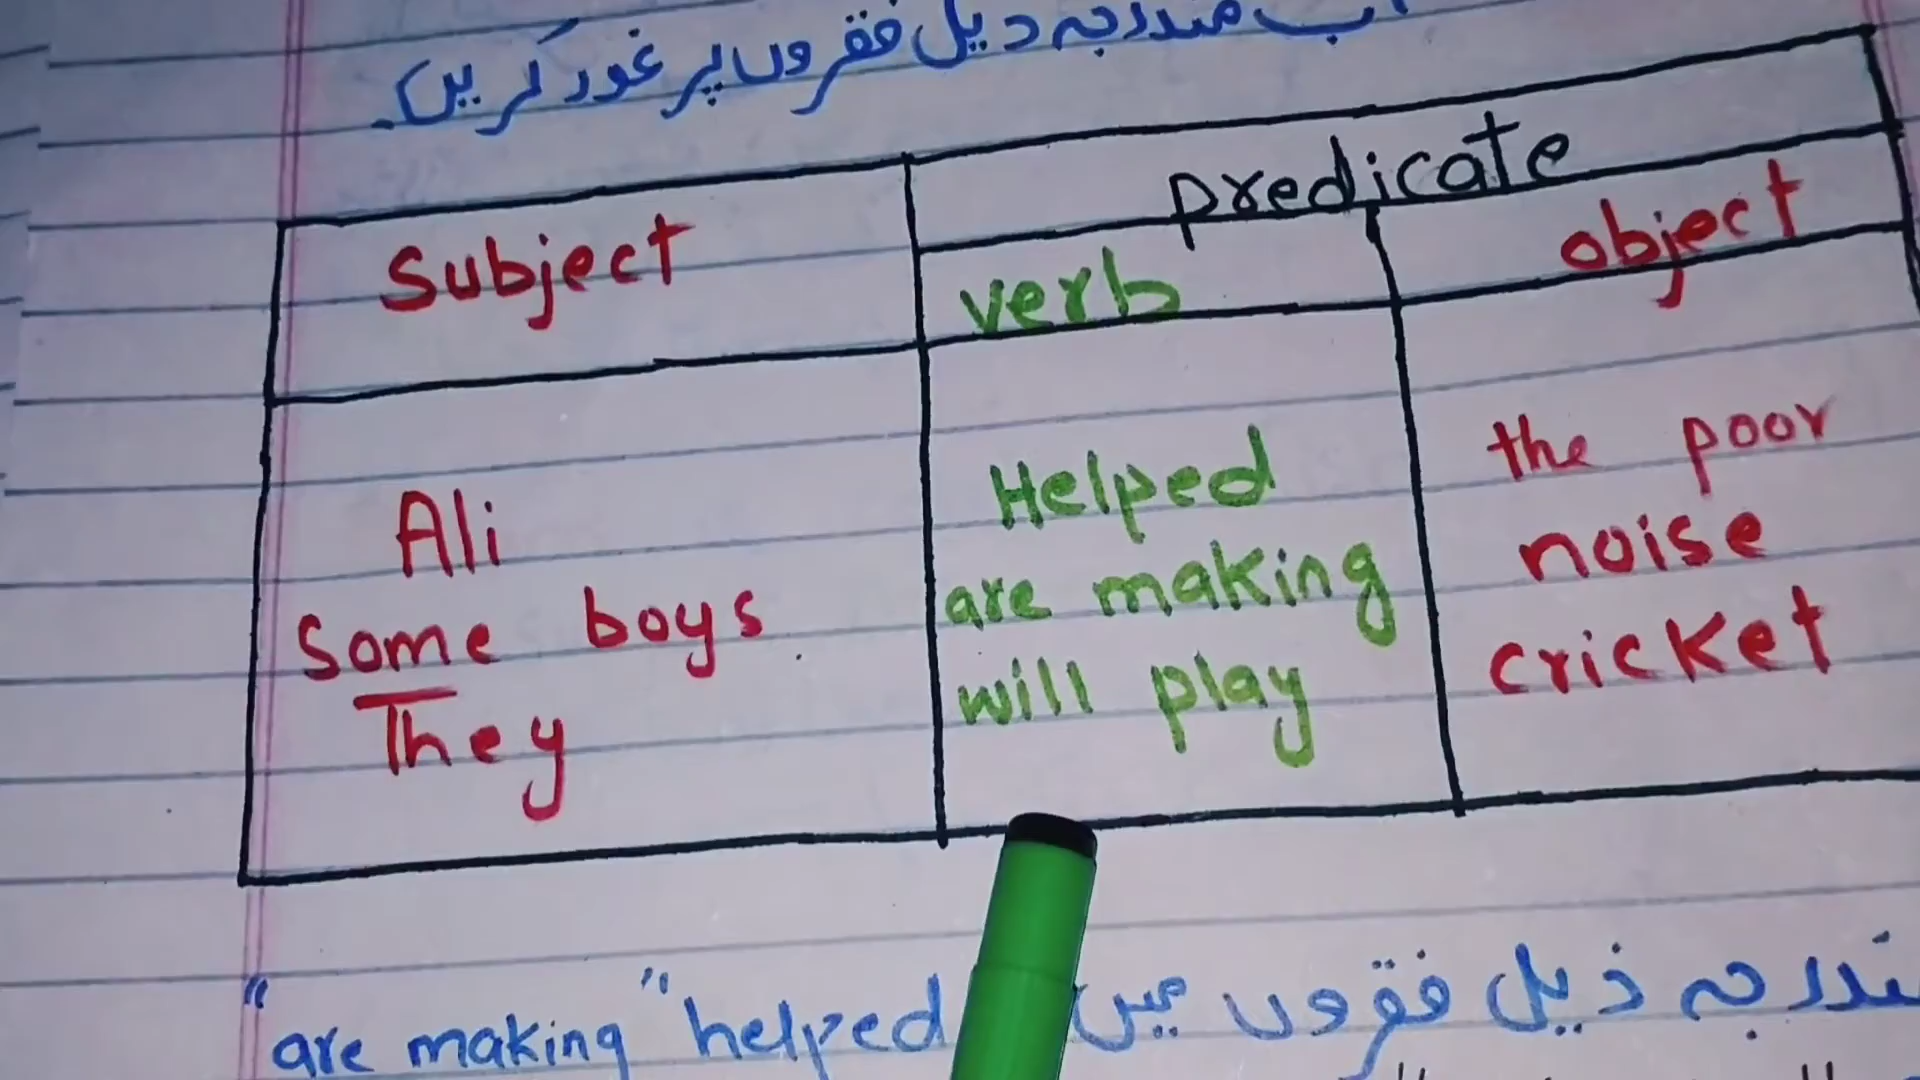 اب مندرجہ ذیل فقروں پر غور کریں۔
Subject predicate
verb object
Ali Helped the poor
Some boys are making noise
They will play cricket
مندرجہ ذیل فقروں میں helped" "are making"